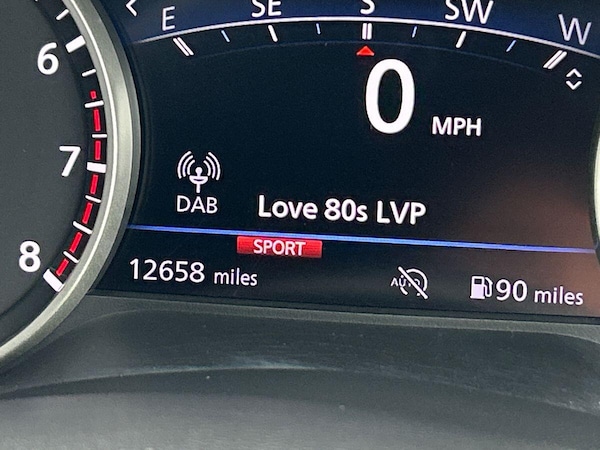 E SE S SW W
6
0 MPH
7
DAB
Love 80s LVP
SPORT
8
12658 miles
AUTO
90 miles